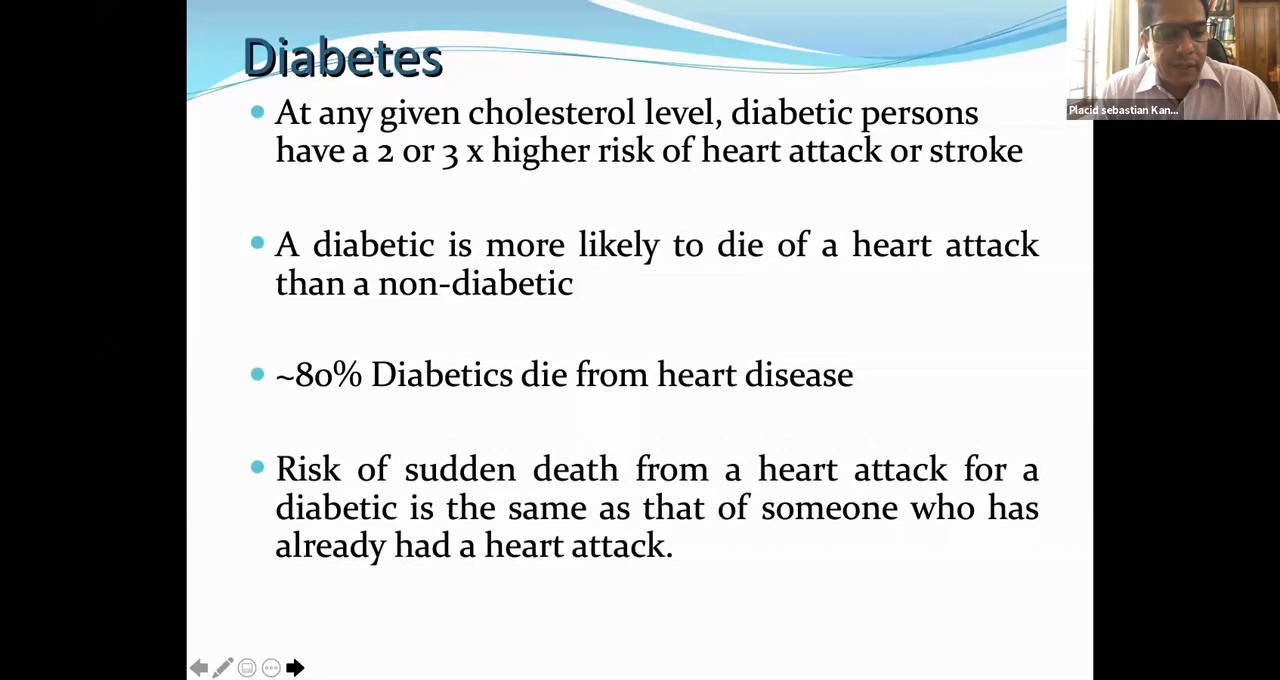 Diabetes
At any given cholesterol level, diabetic persons
have a 2 or 3 x higher risk of heart attack or stroke
A diabetic is more likely to die of a heart attack
than a non-diabetic
~80% Diabetics die from heart disease
Risk of sudden death from a heart attack for a
diabetic is the same as that of someone who has
already had a heart attack.
Placid sebastian Kan...